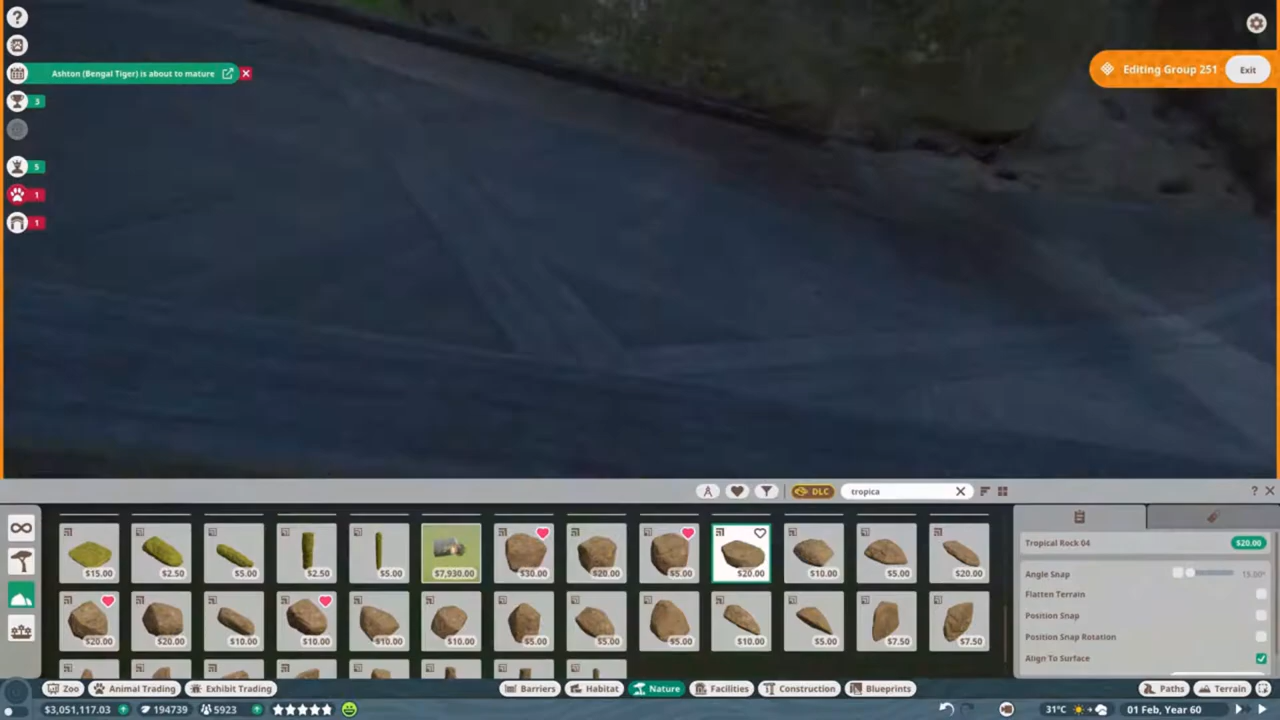 ?
Ashton (Bengal Tiger) is about to mature
3
5
1
1
Editing Group 251
Exit
DLC
tropica
?
$15.00
$2.50
$5.00
$2.50
$5.00
$7,930.00
$30.00
$20.00
$5.00
$20.00
$10.00
$5.00
$20.00
$20.00
$20.00
$10.00
$10.00
$10.00
$10.00
$5.00
$5.00
$5.00
$10.00
$5.00
$7.50
$7.50
Tropical Rock 04
$20.00
Angle Snap
15.00°
Flatten Terrain
Position Snap
Position Snap Rotation
Align To Surface
Zoo
Animal Trading
Exhibit Trading
Barriers
Habitat
Nature
Facilities
Construction
Blueprints
Paths
Terrain
$3,051,117.03
194739
5923
31°C
01 Feb, Year 60